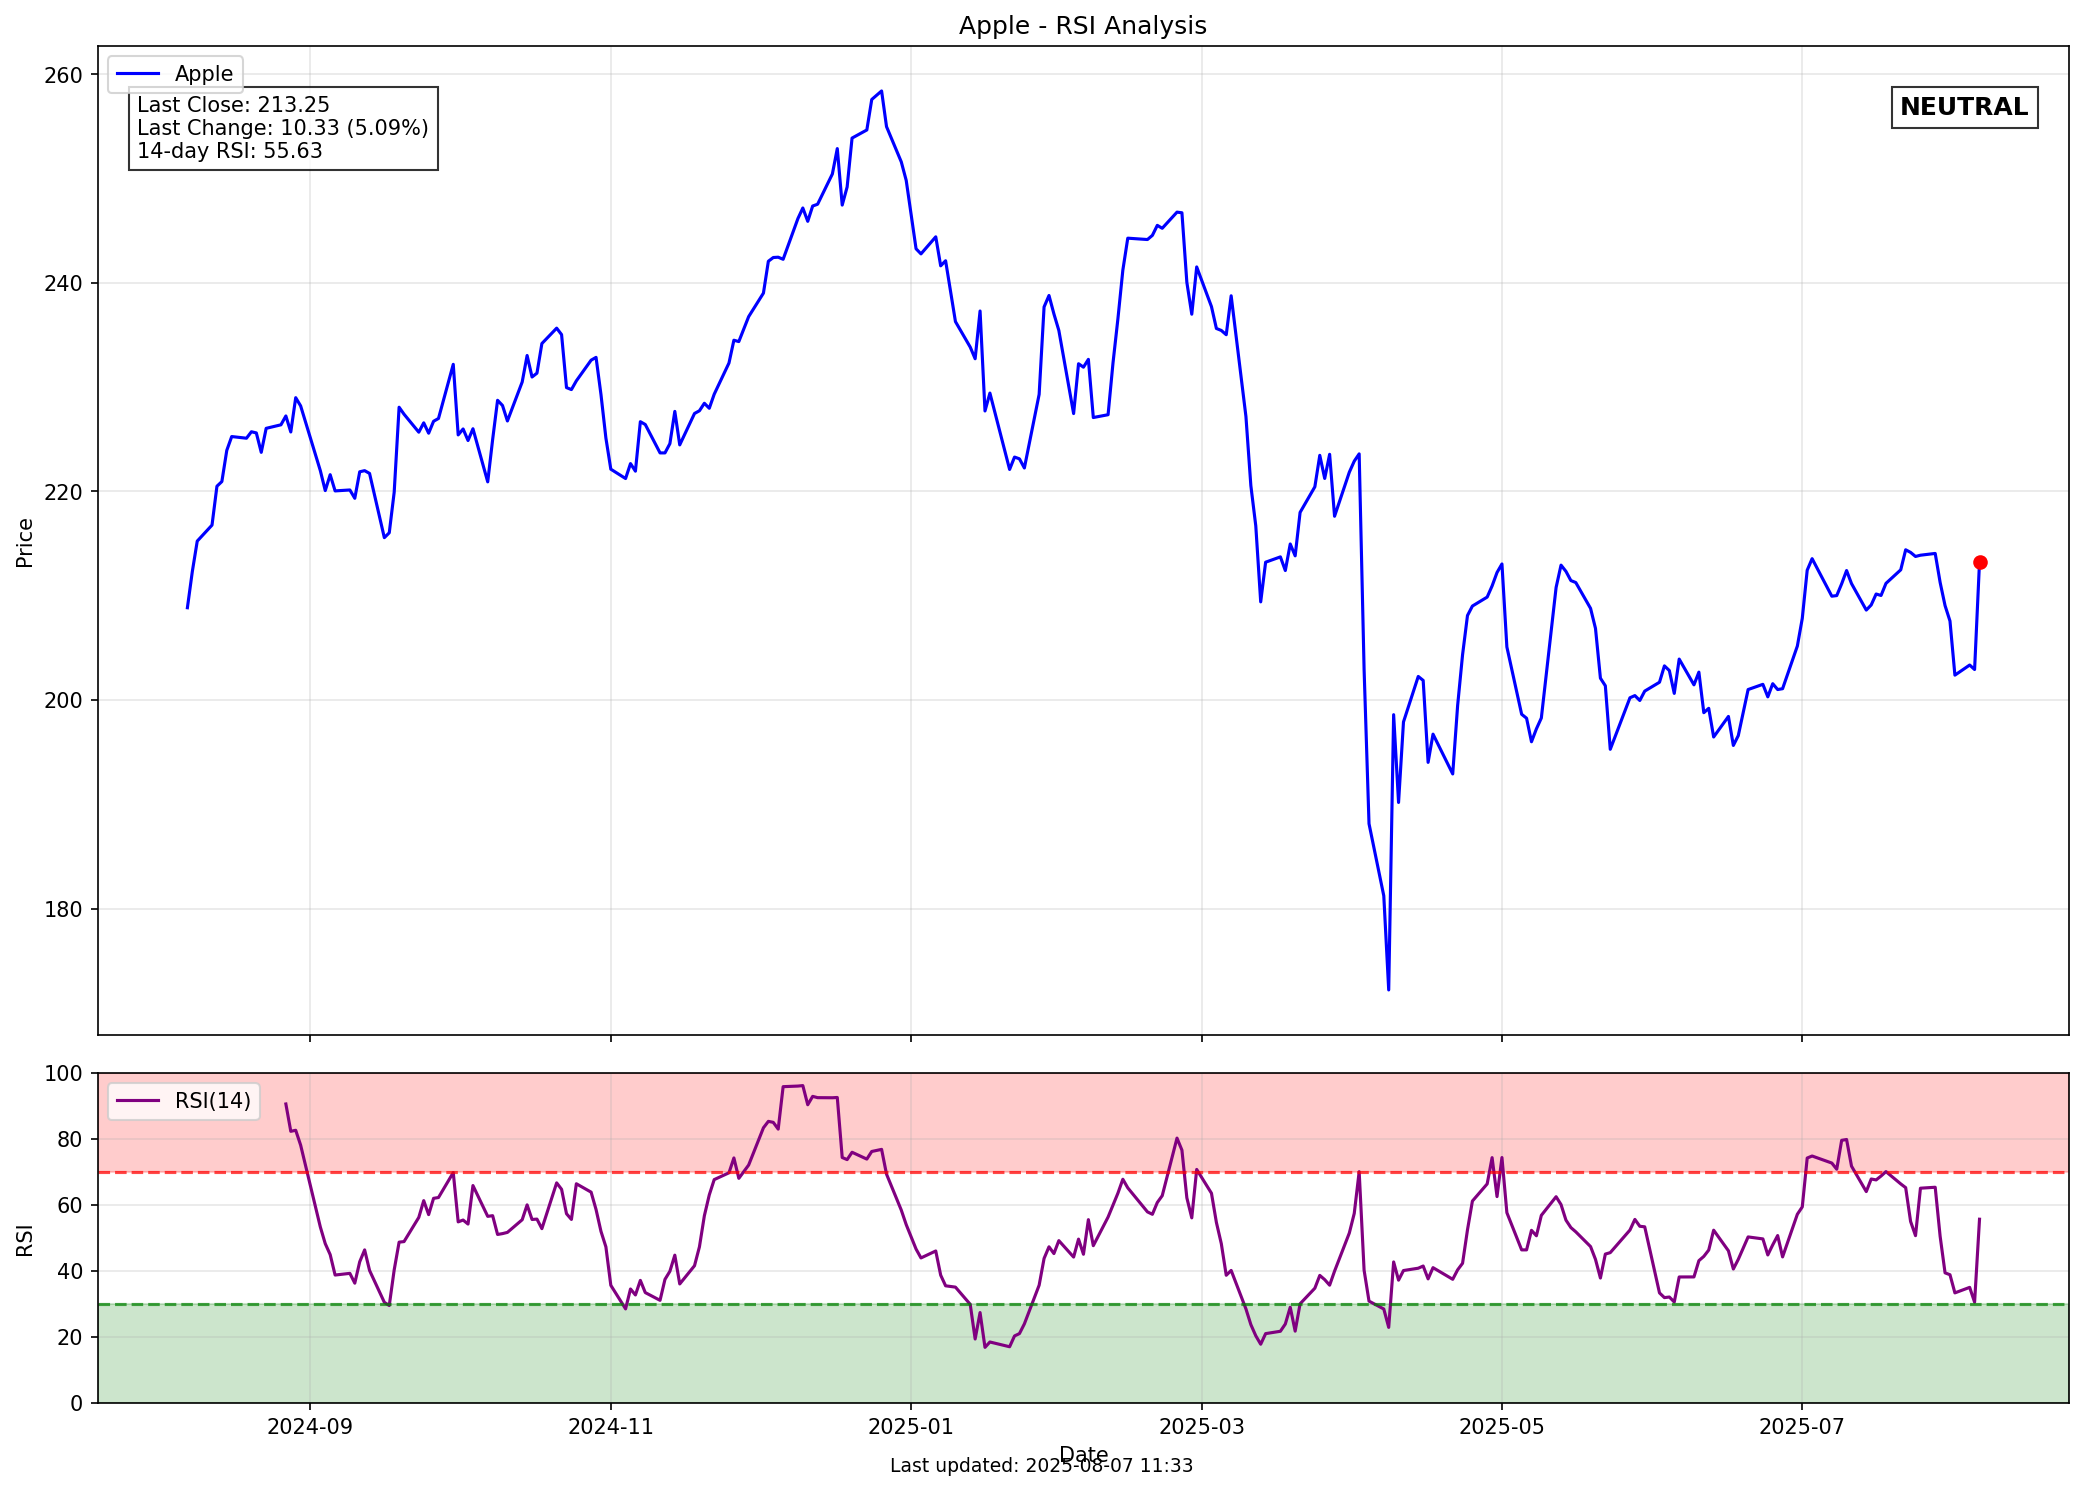 Apple - RSI Analysis
Apple
Last Close: 213.25
Last Change: 10.33 (5.09%)
14-day RSI: 55.63
NEUTRAL
260
240
220
200
180
Price
RSI(14)
100
80
60
40
20
0
RSI
2024-09
2024-11
2025-01
2025-03
2025-05
2025-07
Date
Last updated: 2025-08-07 11:33